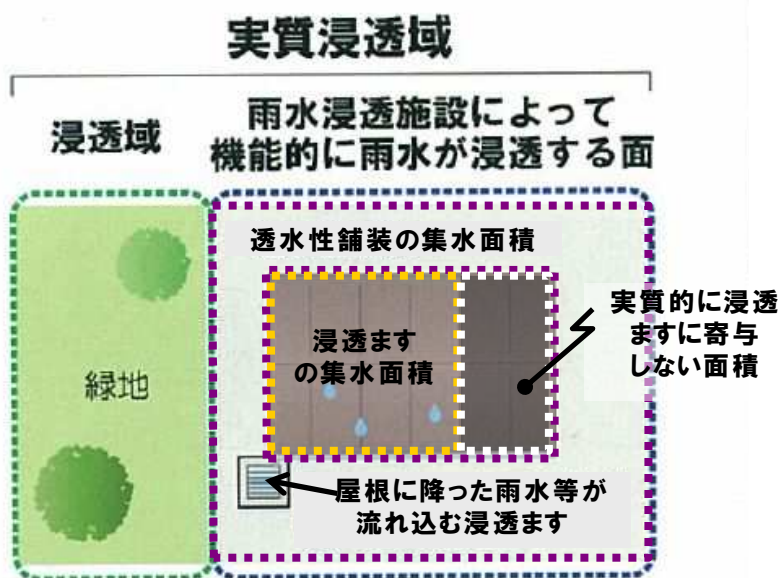 実質浸透域
浸透域
雨水浸透施設によって
機能的に雨水が浸透する面
透水性舗装の集水面積
浸透ます
の集水面積
実質的に浸透
ますに寄与
しない面積
緑地
屋根に降った雨水等が
流れ込む浸透ます